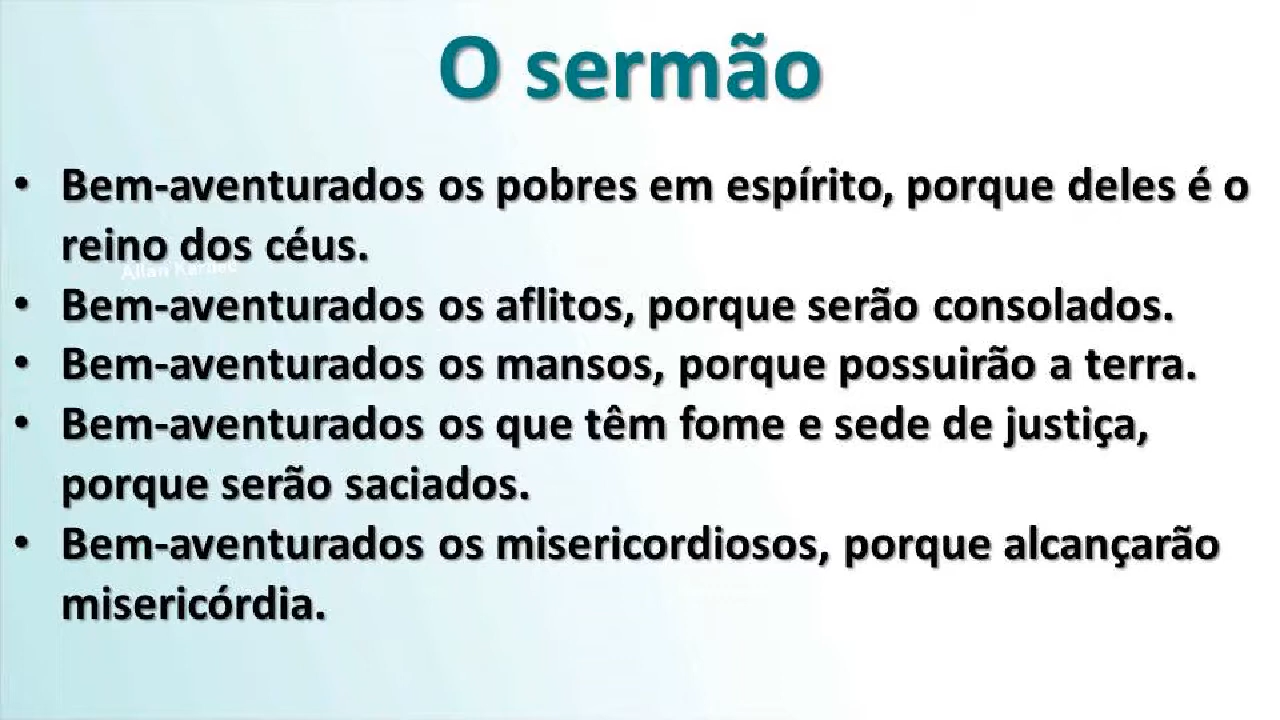 O sermão
• Bem-aventurados os pobres em espírito, porque deles é o
reino dos céus.
Allan Kardec
• Bem-aventurados os aflitos, porque serão consolados.
• Bem-aventurados os mansos, porque possuirão a terra.
• Bem-aventurados os que têm fome e sede de justiça,
porque serão saciados.
• Bem-aventurados os misericordiosos, porque alcançarão
misericórdia.